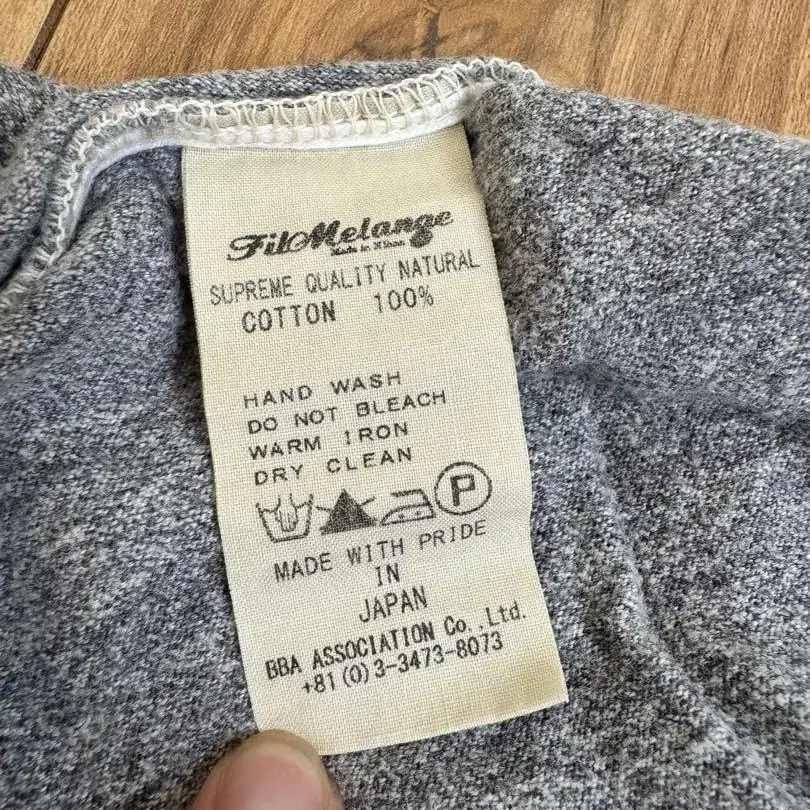 FilMelange
SUPREME QUALITY NATURAL
COTTON 100%
HAND WASH
DO NOT BLEACH
WARM IRON
DRY CLEAN
P
MADE WITH PRIDE
IN
JAPAN
BBA ASSOCIATION Co.,Ltd.
+81(0)3-3473-8073